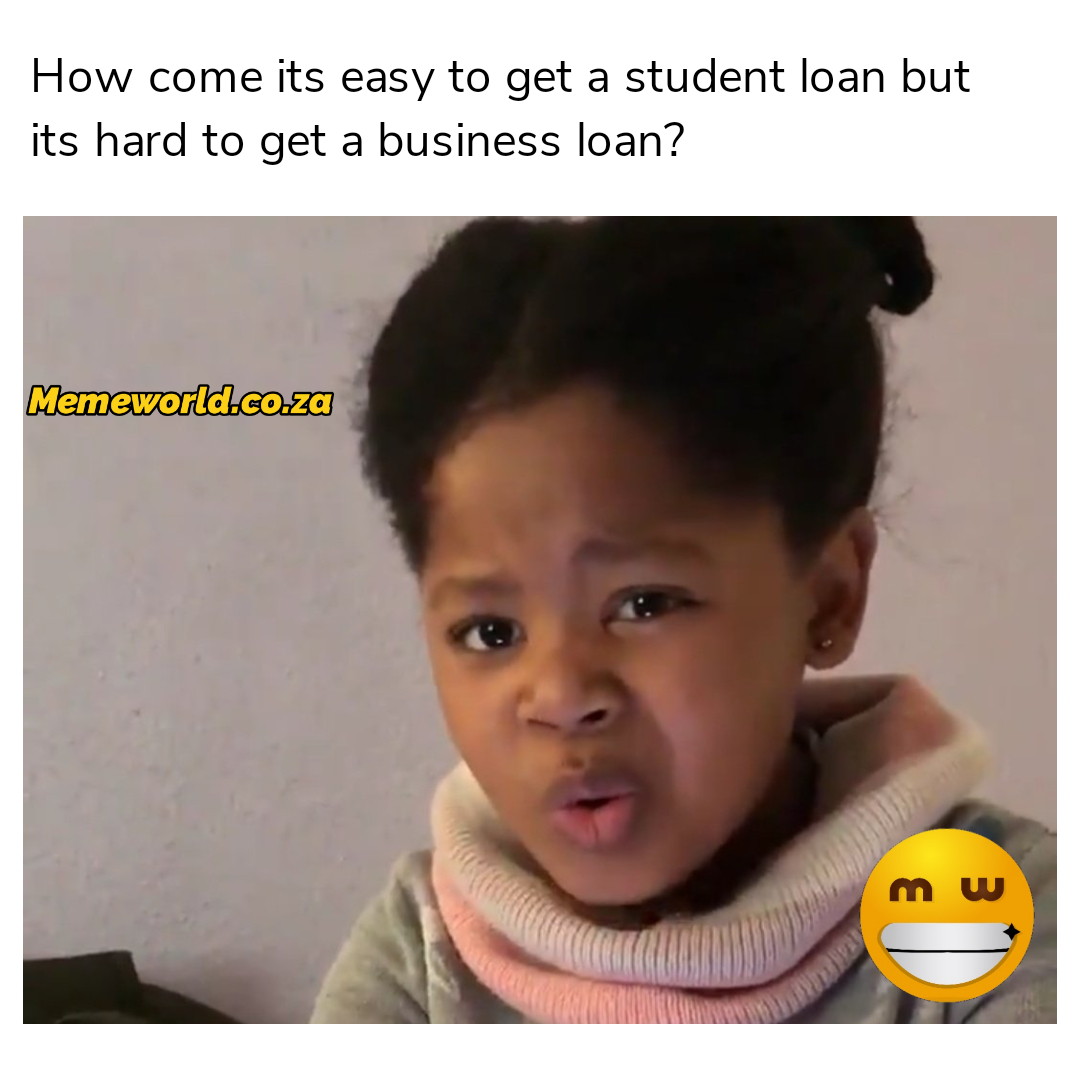 How come its easy to get a student loan but
its hard to get a business loan?
Memeworld.co.za
m w